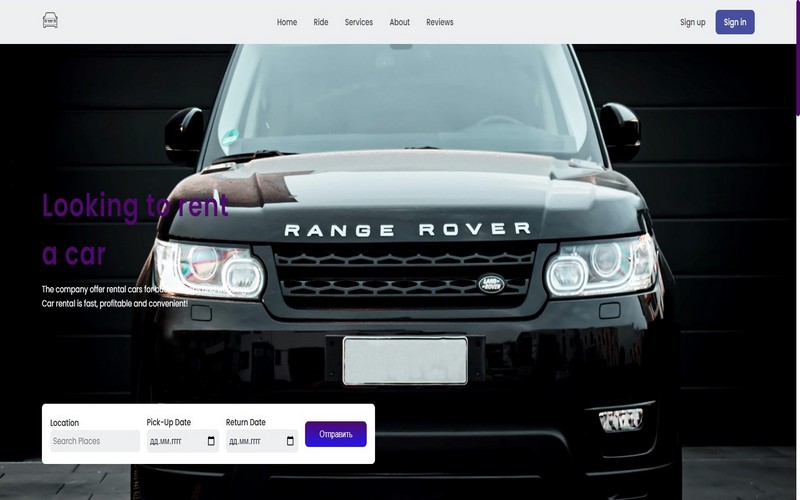 Home Ride Services About Reviews Sign up Sign in
RANGE ROVER
LAND-
-ROVER
Looking to rent
a car
The company offer rental cars for
Car rental is fast, profitable and convenient!
Location Pick-Up Date Return Date
Search Places дд.мм.гггг дд.мм.гггг Отправить